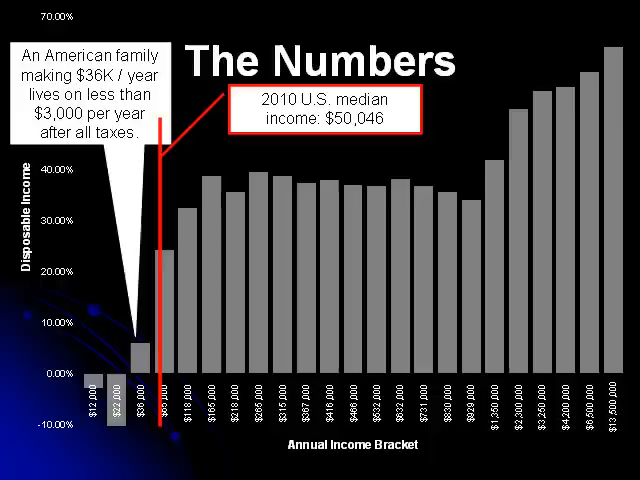 70.00%
An American family
making $36K / year
lives on less than
$3,000 per year
after all taxes.
The Numbers
2010 U.S. median
income: $50,046
40.00%
30.00%
20.00%
10.00%
0.00%
-10.00%
Disposable Income
$12,000
$22,000
$36,000
$118,000
$165,000
$218,000
$265,000
$315,000
$367,000
$416,000
$466,000
$532,000
$632,000
$731,000
$830,000
$929,000
$1,350,000
$2,300,000
$3,250,000
$4,200,000
$8,500,000
$13,500,000
Annual Income Bracket